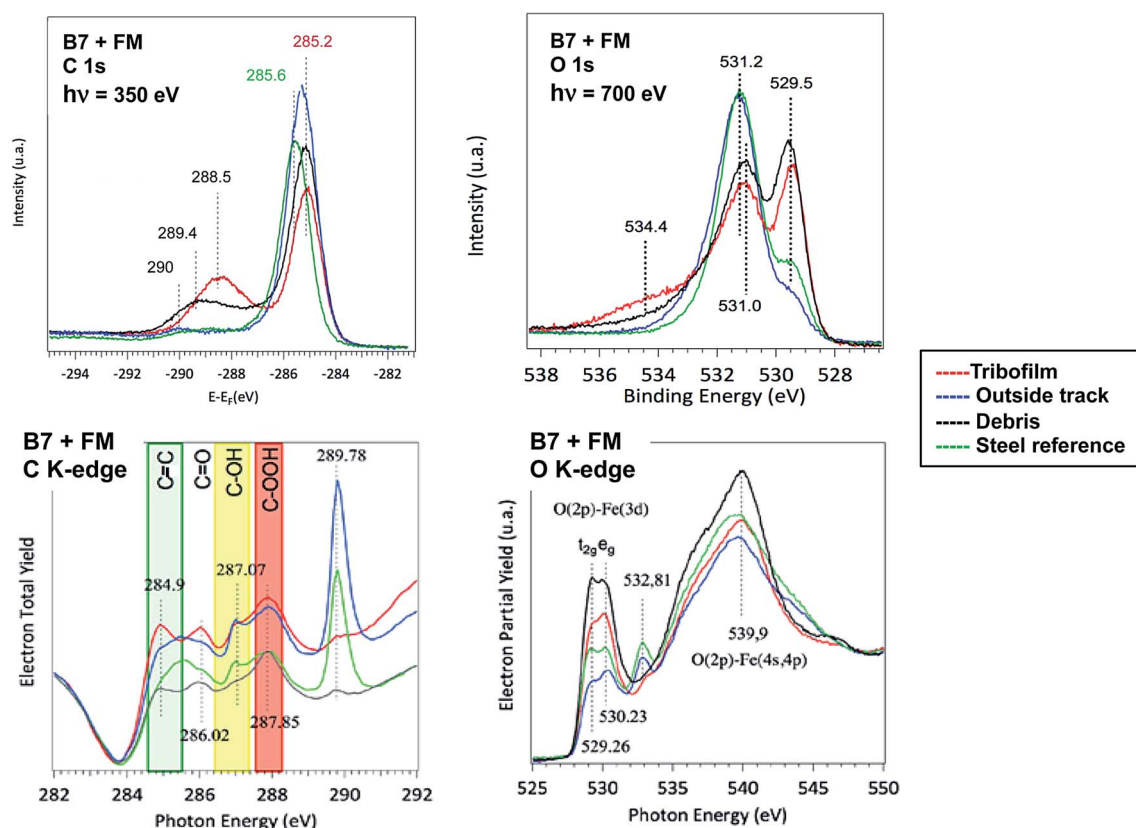 B7 + FM
C 1s
hν = 350 eV
285.2
285.6
288.5
289.4
290
Intensity (u.a.)
-294
-292
-290
-288
-286
-284
-282
E-EF(eV)
B7 + FM
O 1s
hν = 700 eV
531.2
529.5
534.4
531.0
Intensity (u.a.)
538
536
534
532
530
528
Binding Energy (eV)
Tribofilm
Outside track
Debris
Steel reference
B7 + FM
C K-edge
C=C
C=O
C-OH
C-OOH
289.78
284.9
287.07
286.02
287.85
Electron Total Yield
282
284
286
288
290
292
Photon Energy (eV)
B7 + FM
O K-edge
O(2p)-Fe(3d)
t2g eg
532,81
539,9
O(2p)-Fe(4s,4p)
530.23
529.26
Electron Partial Yield (u.a.)
525
530
535
540
545
550
Photon Energy (eV)